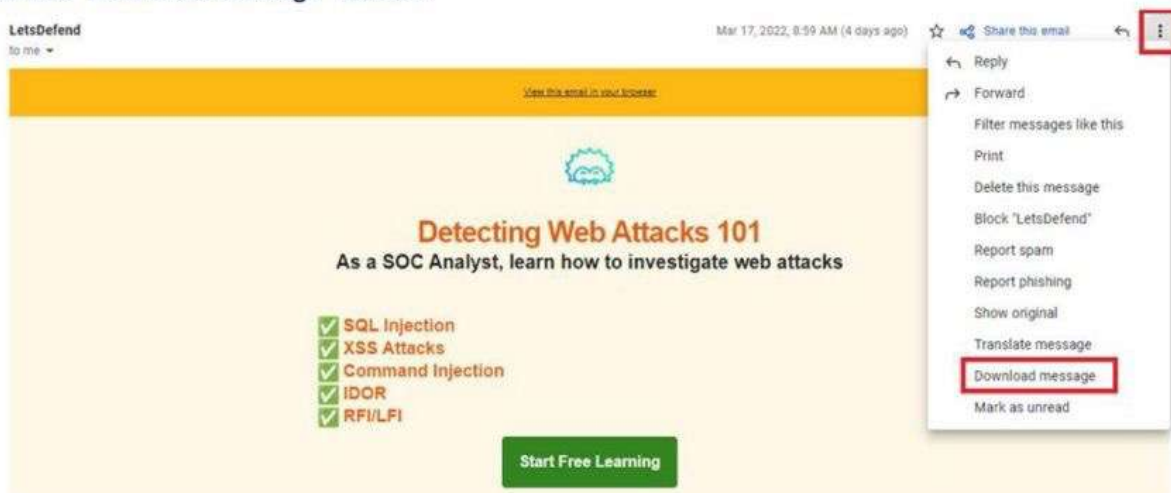 LetsDefend
Mar 17, 2022, 8:59 AM (4 days ago)
Share this email
to me
View this email in your browser
Detecting Web Attacks 101
As a SOC Analyst, learn how to investigate web attacks
SQL Injection
XSS Attacks
Command Injection
IDOR
RFI/LFI
Start Free Learning
Reply
Forward
Filter messages like this
Print
Delete this message
Block "LetsDefend"
Report spam
Report phishing
Show original
Translate message
Download message
Mark as unread